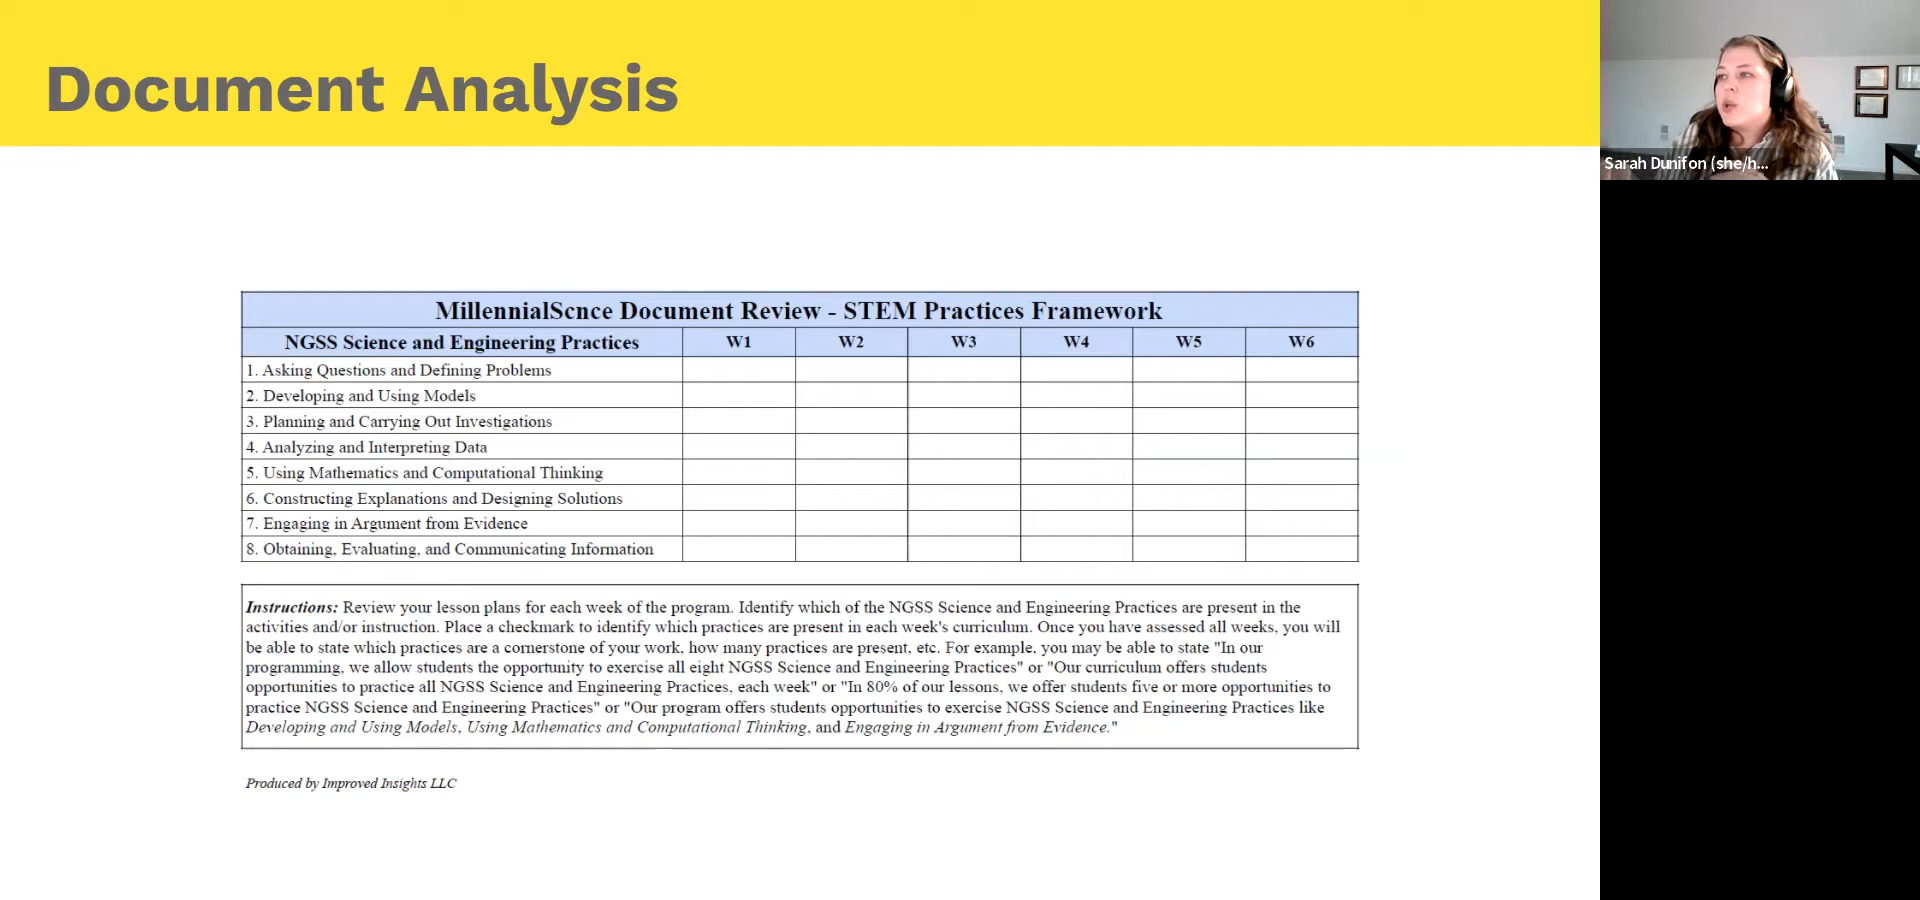 Document Analysis
Sarah Dunifon (she/h...
MillennialScnce Document Review - STEM Practices Framework
NGSS Science and Engineering Practices W1 W2 W3 W4 W5 W6
1. Asking Questions and Defining Problems
2. Developing and Using Models
3. Planning and Carrying Out Investigations
4. Analyzing and Interpreting Data
5. Using Mathematics and Computational Thinking
6. Constructing Explanations and Designing Solutions
7. Engaging in Argument from Evidence
8. Obtaining, Evaluating, and Communicating Information
Instructions: Review your lesson plans for each week of the program. Identify which of the NGSS Science and Engineering Practices are present in the
activities and/or instruction. Place a checkmark to identify which practices are present in each week's curriculum. Once you have assessed all weeks, you will
be able to state which practices are a cornerstone of your work, how many practices are present, etc. For example, you may be able to state "In our
programming, we allow students the opportunity to exercise all eight NGSS Science and Engineering Practices" or "Our curriculum offers students
opportunities to practice all NGSS Science and Engineering Practices, each week" or "In 80% of our lessons, we offer students five or more opportunities to
practice NGSS Science and Engineering Practices" or "Our program offers students opportunities to exercise NGSS Science and Engineering Practices like
Developing and Using Models, Using Mathematics and Computational Thinking, and Engaging in Argument from Evidence."
Produced by Improved Insights LLC